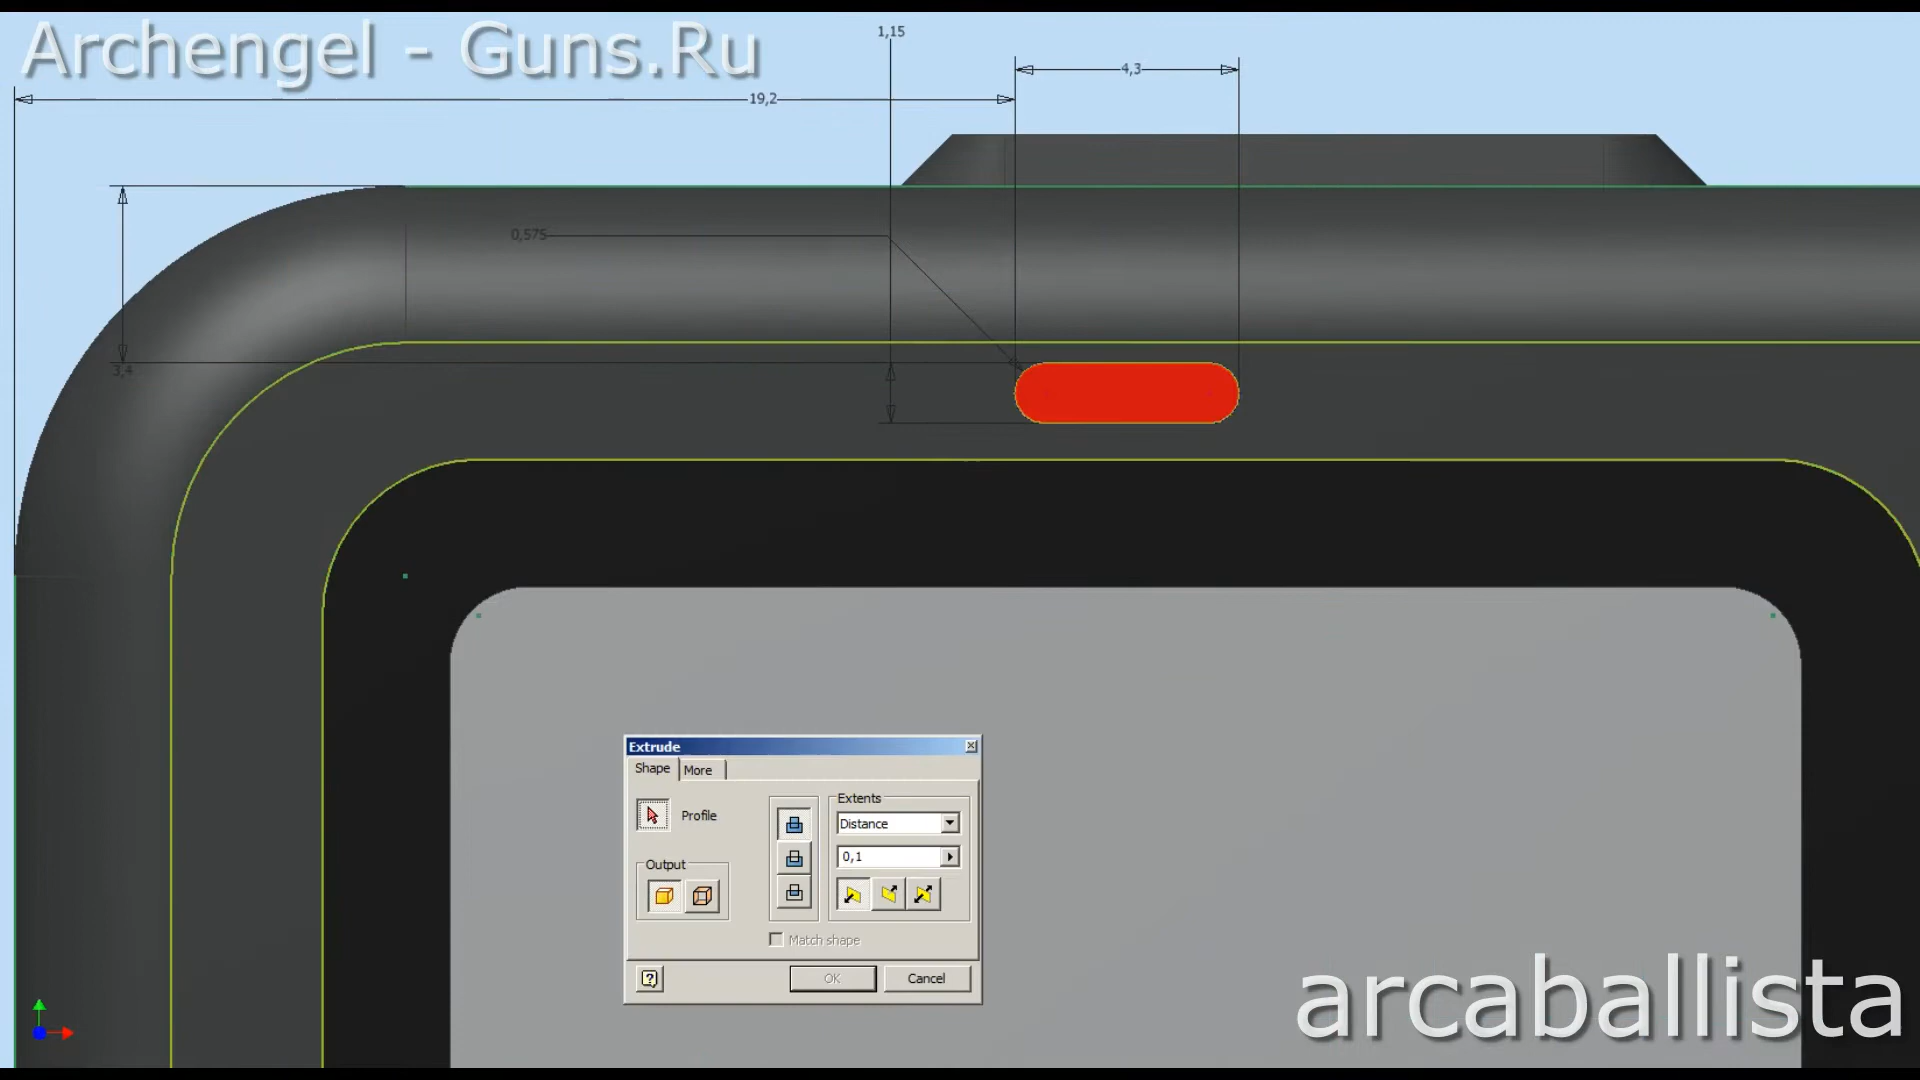 Archengel - Guns.Ru
1,15
4,3
19,2
0,575
3,4
Extrude
Shape
More
Profile
Extents
Distance
0,1
Output
Match shape
OK
Cancel
arcaballista